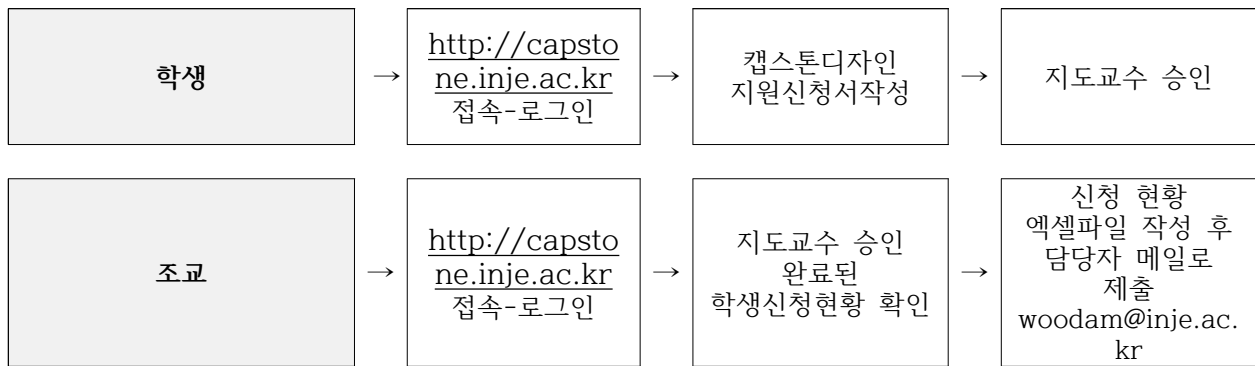 학생
→
http://capsto
ne.inje.ac.kr
접속-로그인
→
캡스톤디자인
지원신청서작성
→
지도교수 승인
조교
→
http://capsto
ne.inje.ac.kr
접속-로그인
→
지도교수 승인
완료된
학생신청현황 확인
→
신청 현황
엑셀파일 작성 후
담당자 메일로
제출
woodam@inje.ac.
kr